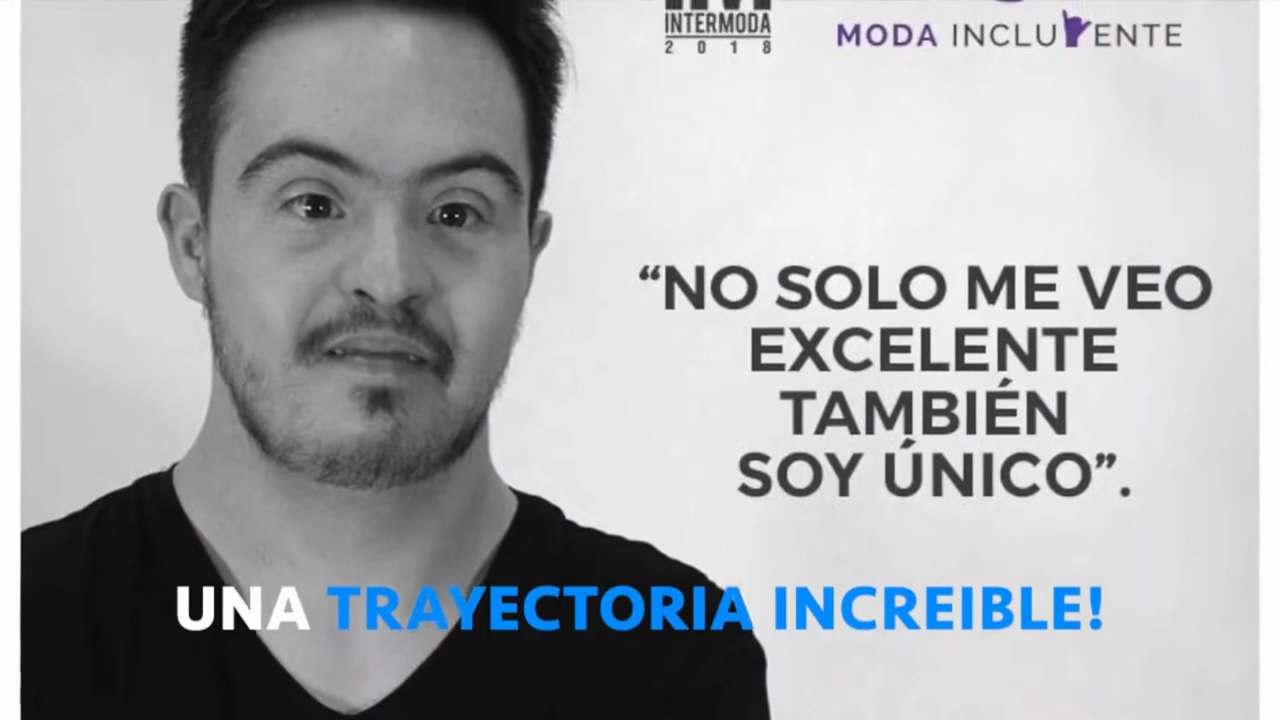 INTERMODA
2018
MODA INCLUYENTE
“NO SOLO ME VEO
EXCELENTE
TAMBIÉN
SOY ÚNICO”.
UNA TRAYECTORIA INCREIBLE!